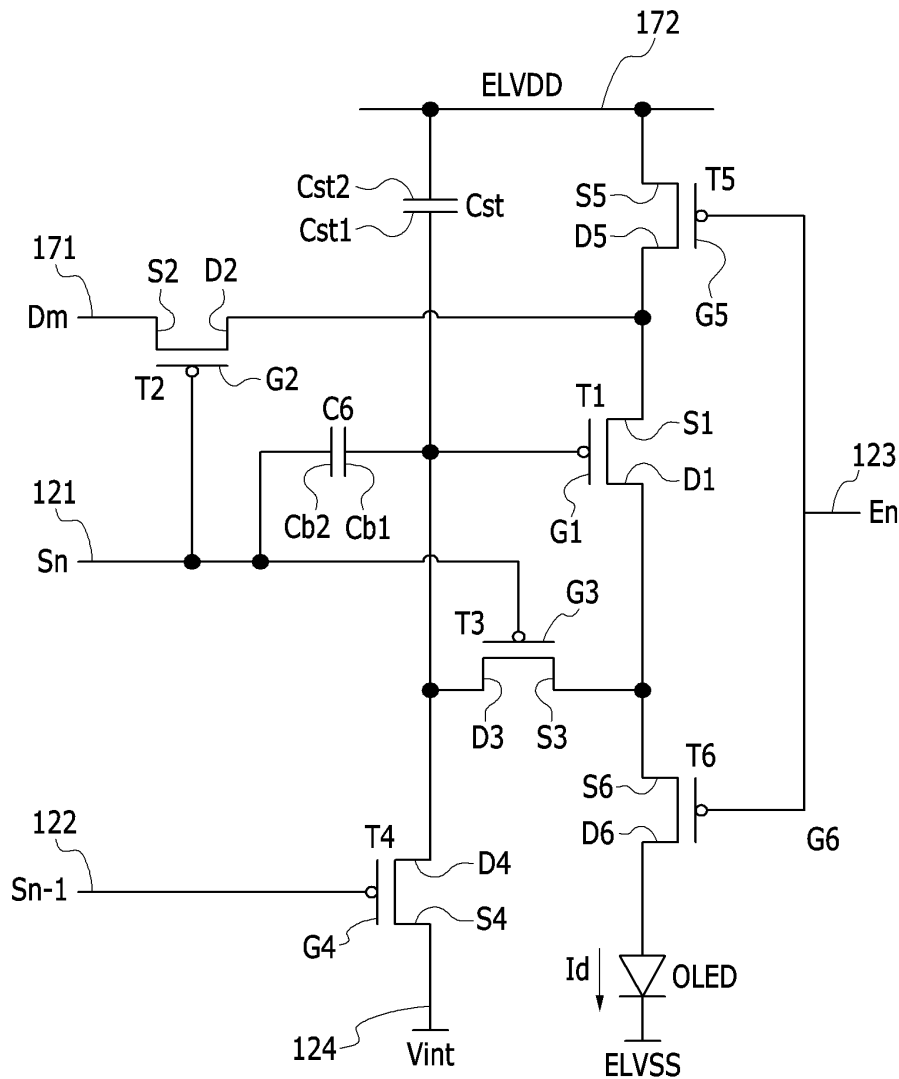 172
ELVDD
Cst2
Cst
Cst1
S5
T5
D5
G5
171
S2
D2
Dm
T2
G2
C6
T1
S1
Cb2
Cb1
G1
D1
123
En
121
Sn
T3
G3
D3
S3
T6
S6
D6
G6
122
T4
Sn-1
D4
S4
G4
Id
OLED
124
Vint
ELVSS